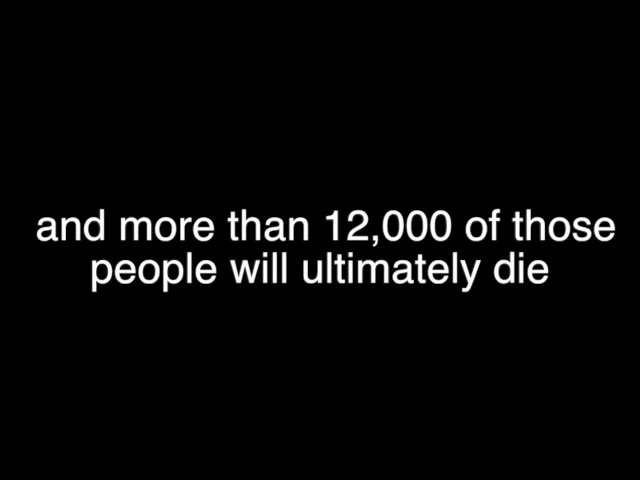 and more than 12,000 of those
people will ultimately die